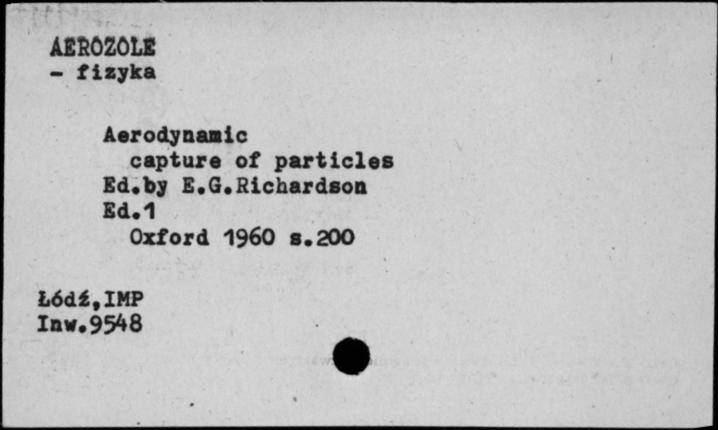 AEROZOLE
- fizyka
Aerodynamic
capture of particles
Ed.by E.G.Richardson
Ed.1
Oxford 1960 s.200
Łódź,IMP
Inw.9548